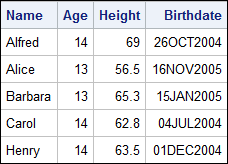 Name Age Height Birthdate
Alfred 14 69 26OCT2004
Alice 13 56.5 16NOV2005
Barbara 13 65.3 15JAN2005
Carol 14 62.8 04JUL2004
Henry 14 63.5 01DEC2004